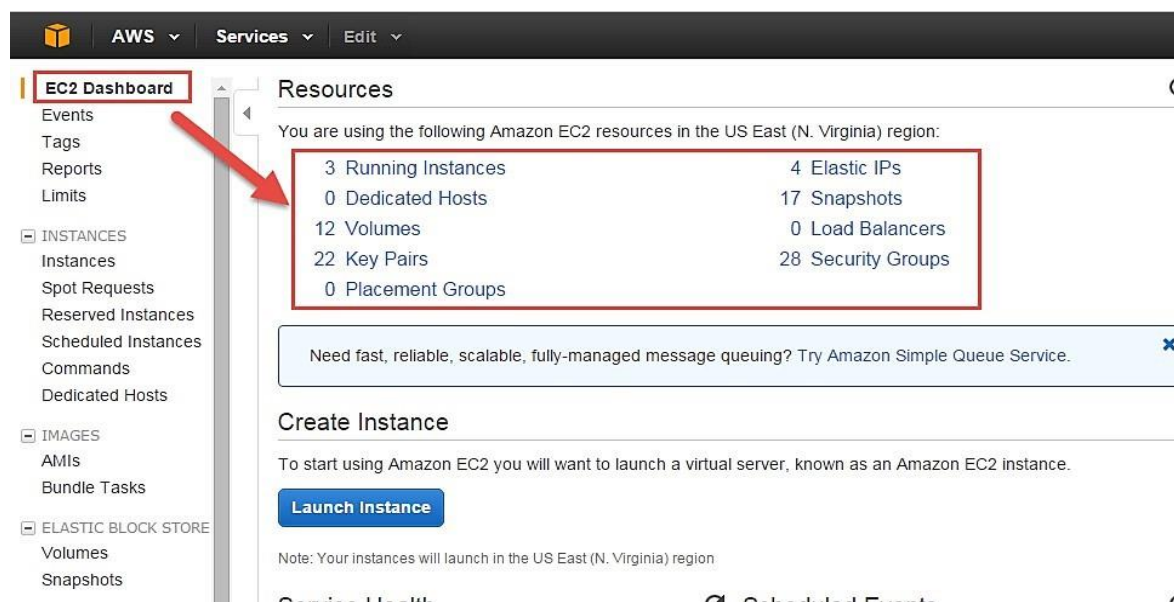 AWS Services Edit
EC2 Dashboard
Events
Tags
Reports
Limits
INSTANCES
Instances
Spot Requests
Reserved Instances
Scheduled Instances
Commands
Dedicated Hosts
IMAGES
AMIs
Bundle Tasks
ELASTIC BLOCK STORE
Volumes
Snapshots
Resources
You are using the following Amazon EC2 resources in the US East (N. Virginia) region:
3 Running Instances 4 Elastic IPs
0 Dedicated Hosts 17 Snapshots
12 Volumes 0 Load Balancers
22 Key Pairs 28 Security Groups
0 Placement Groups
Need fast, reliable, scalable, fully-managed message queuing? Try Amazon Simple Queue Service.
Create Instance
To start using Amazon EC2 you will want to launch a virtual server, known as an Amazon EC2 instance.
Launch Instance
Note: Your instances will launch in the US East (N. Virginia) region
Service Health Scheduled Events